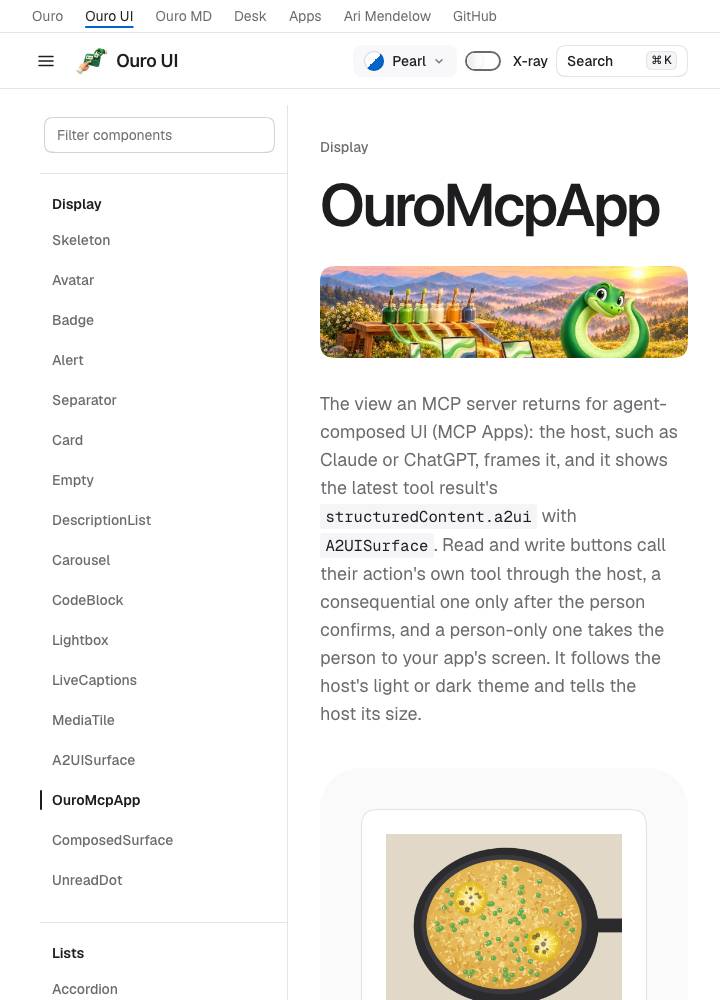 Ouro
Ouro UI
Ouro MD
Desk
Apps
Ari Mendelow
GitHub
Ouro UI
Pearl
X-ray
Search
⌘ K
Filter components
Display
Skeleton
Avatar
Badge
Alert
Separator
Card
Empty
DescriptionList
Carousel
CodeBlock
Lightbox
LiveCaptions
MediaTile
A2UISurface
OuroMcpApp
ComposedSurface
UnreadDot
Lists
Accordion
Display
OuroMcpApp
The view an MCP server returns for agent-
composed UI (MCP Apps): the host, such as
Claude or ChatGPT, frames it, and it shows
the latest tool result's
structuredContent.a2ui with
A2UISurface. Read and write buttons call
their action's own tool through the host, a
consequential one only after the person
confirms, and a person-only one takes the
person to your app's screen. It follows the
host's light or dark theme and tells the
host its size.